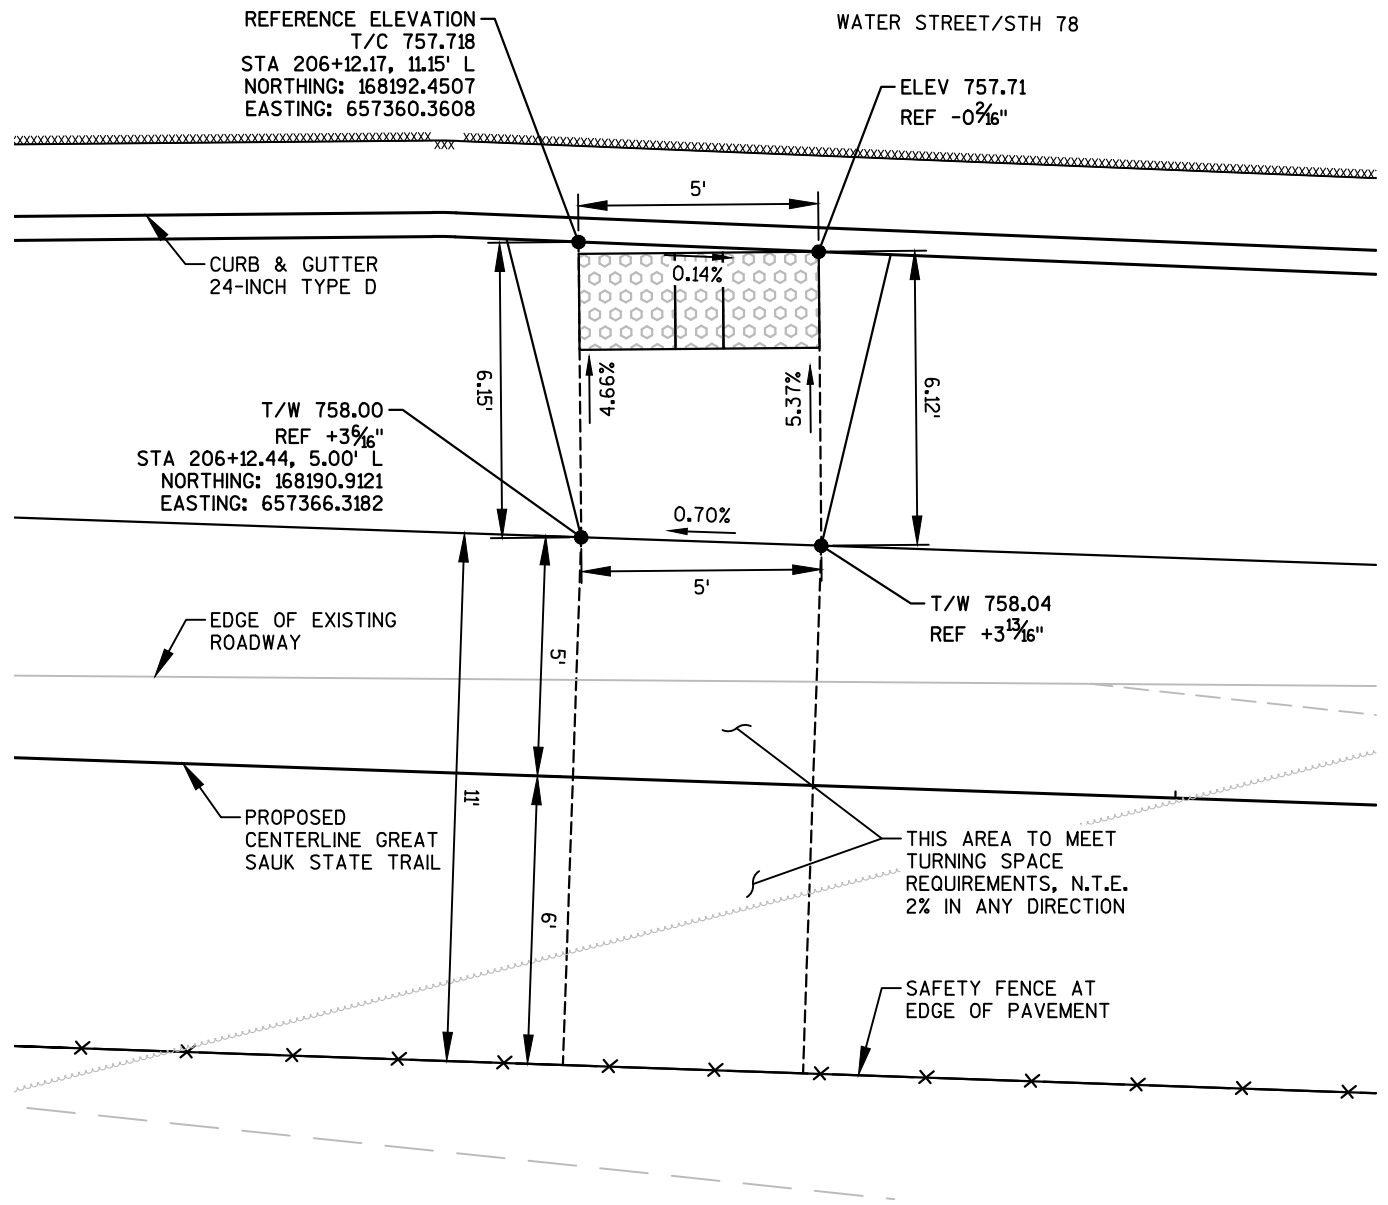 REFERENCE ELEVATION
T/C 757.718
STA 206+12.17, 11.15' L
NORTHING: 168192.4507
EASTING: 657360.3608
WATER STREET/STH 78
ELEV 757.71
REF -0 2/16"
5'
CURB & GUTTER
24-INCH TYPE D
0.14%
6.15'
4.66%
5.37%
6.12'
T/W 758.00
REF +3 6/16"
STA 206+12.44, 5.00' L
NORTHING: 168190.9121
EASTING: 657366.3182
0.70%
5'
T/W 758.04
REF +3 13/16"
EDGE OF EXISTING
ROADWAY
5'
11'
PROPOSED
CENTERLINE GREAT
SAUK STATE TRAIL
THIS AREA TO MEET
TURNING SPACE
REQUIREMENTS, N.T.E.
2% IN ANY DIRECTION
6'
SAFETY FENCE AT
EDGE OF PAVEMENT